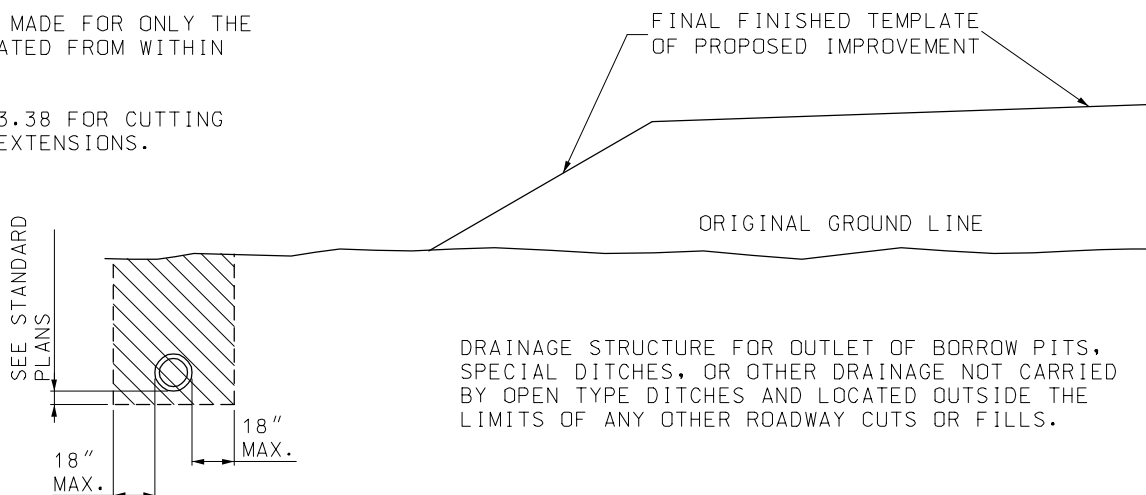 MADE FOR ONLY THE
ATED FROM WITHIN
3.38 FOR CUTTING
EXTENSIONS.
FINAL FINISHED TEMPLATE
OF PROPOSED IMPROVEMENT
ORIGINAL GROUND LINE
SEE STANDARD
PLANS
DRAINAGE STRUCTURE FOR OUTLET OF BORROW PITS,
SPECIAL DITCHES, OR OTHER DRAINAGE NOT CARRIED
BY OPEN TYPE DITCHES AND LOCATED OUTSIDE THE
LIMITS OF ANY OTHER ROADWAY CUTS OR FILLS.
18"
MAX.
18"
MAX.